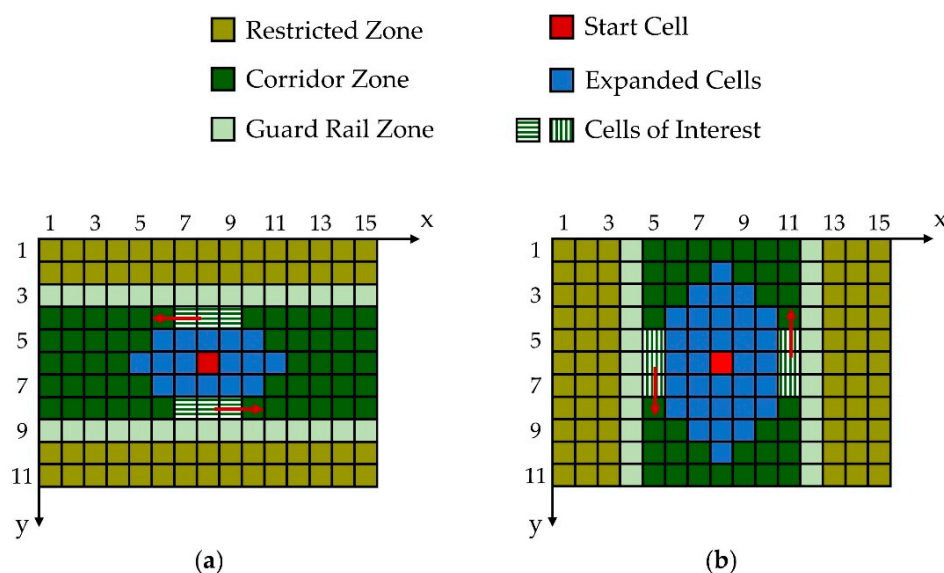 Restricted Zone
Start Cell
Corridor Zone
Expanded Cells
Guard Rail Zone
Cells of Interest
1 3 5 7 9 11 13 15 x
1
3
5
7
9
11
y
(a)
1 3 5 7 9 11 13 15 x
1
3
5
7
9
11
y
(b)